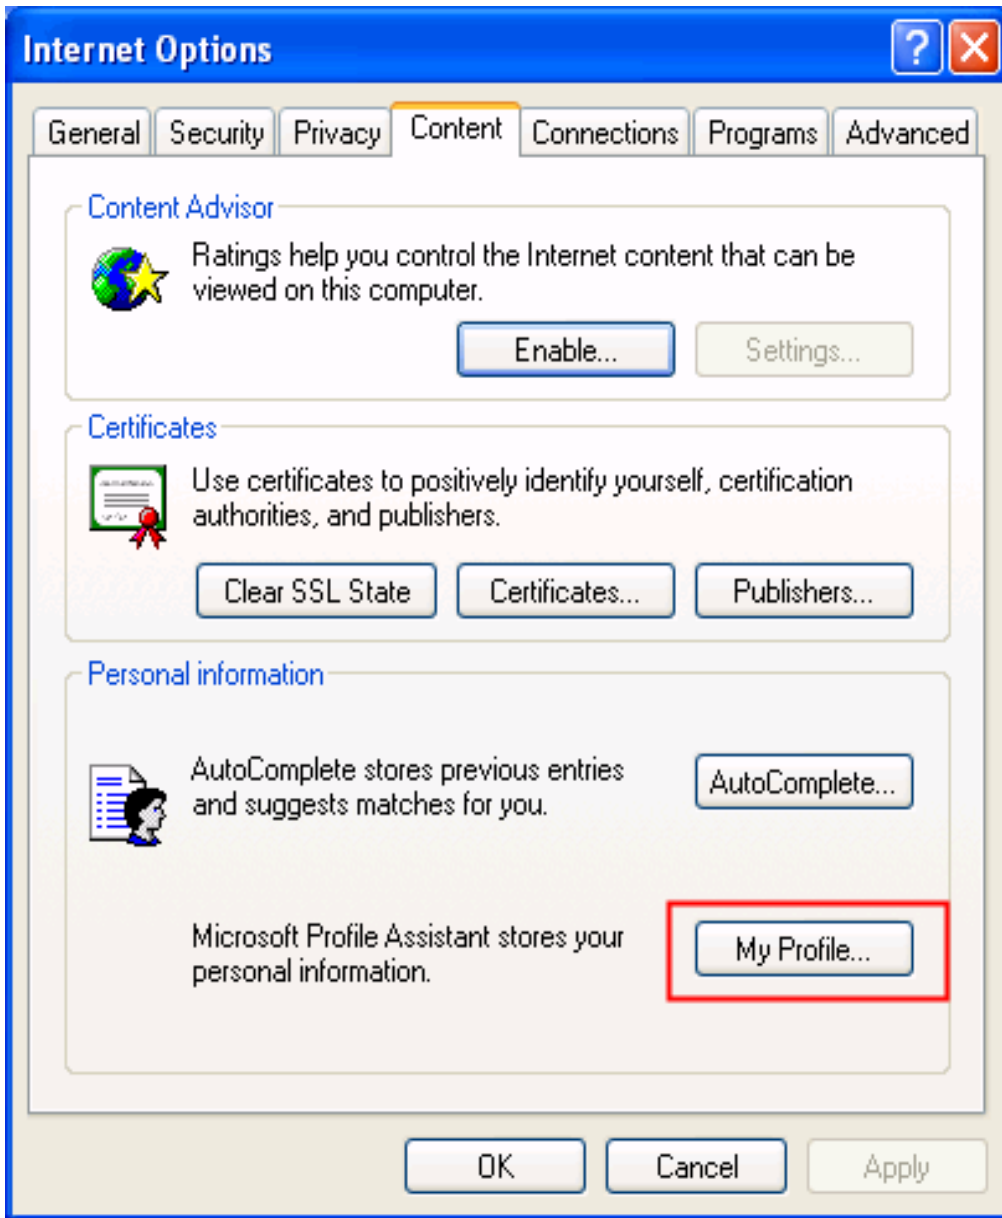 Internet Options
General Security Privacy Content Connections Programs Advanced
Content Advisor
Ratings help you control the Internet content that can be
viewed on this computer.
Enable... Settings...
Certificates
Use certificates to positively identify yourself, certification
authorities, and publishers.
Clear SSL State Certificates... Publishers...
Personal information
AutoComplete stores previous entries
and suggests matches for you.
AutoComplete...
Microsoft Profile Assistant stores your
personal information.
My Profile...
OK Cancel Apply